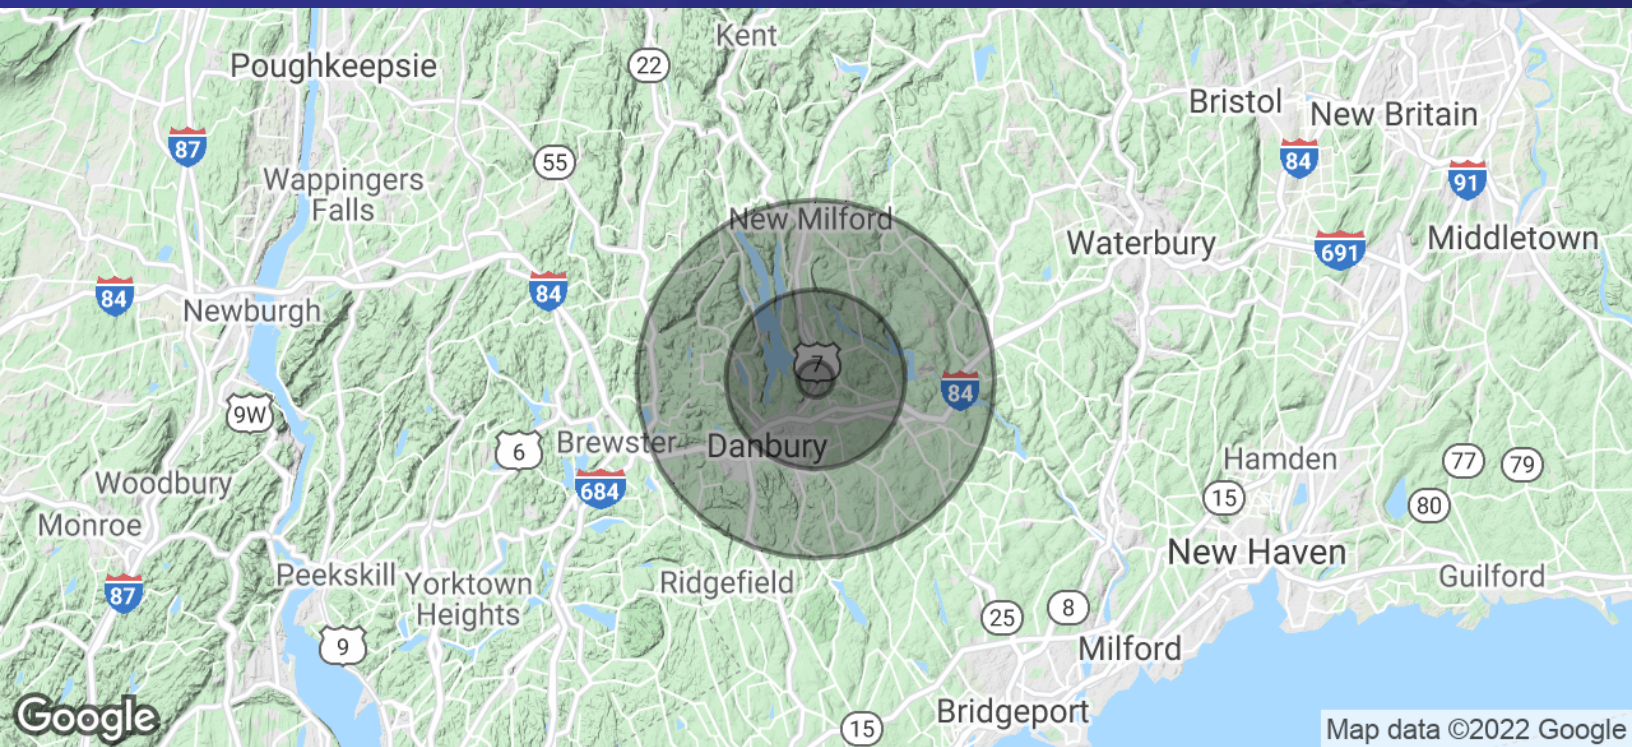 Kent
Poughkeepsie
22
Bristol
New Britain
87
84
55
91
Wappingers
Falls
New Milford
Waterbury
691
Middletown
84
84
Newburgh
7
84
9W
6
Brewster
Danbury
Hamden
77
79
Woodbury
684
15
80
Monroe
New Haven
Peekskill
Yorktown
Heights
Ridgefield
Guilford
87
25
8
9
Milford
Google
Bridgeport
15
Map data ©2022 Google